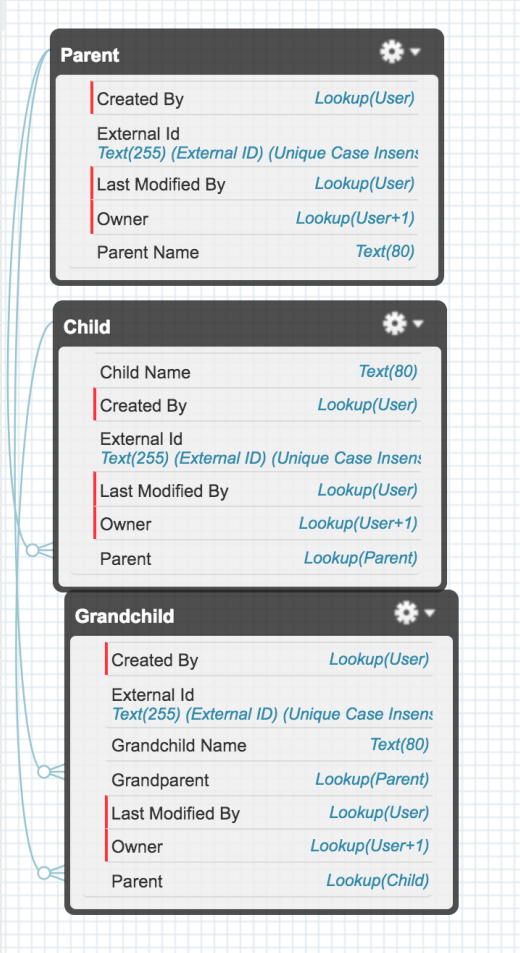 Parent
Created By Lookup(User)
External Id
Text(255) (External ID) (Unique Case Insens
Last Modified By Lookup(User)
Owner Lookup(User+1)
Parent Name Text(80)
Child
Child Name Text(80)
Created By Lookup(User)
External Id
Text(255) (External ID) (Unique Case Insens
Last Modified By Lookup(User)
Owner Lookup(User+1)
Parent Lookup(Parent)
Grandchild
Created By Lookup(User)
External Id
Text(255) (External ID) (Unique Case Insens
Grandchild Name Text(80)
Grandparent Lookup(Parent)
Last Modified By Lookup(User)
Owner Lookup(User+1)
Parent Lookup(Child)